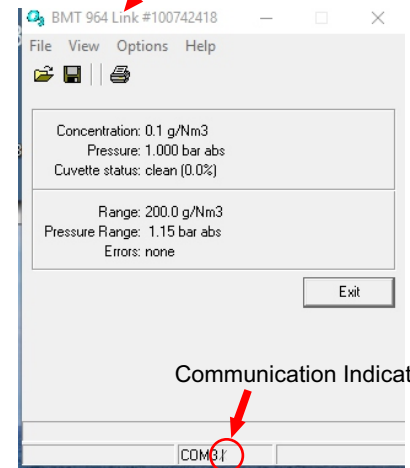 BMT 964 Link #100742418
File View Options Help
Concentration: 0.1 g/Nm3
Pressure: 1.000 bar abs
Cuvette status: clean (0.0%)
Range: 200.0 g/Nm3
Pressure Range: 1.15 bar abs
Errors: none
Exit
Communication Indicat
COM3:/